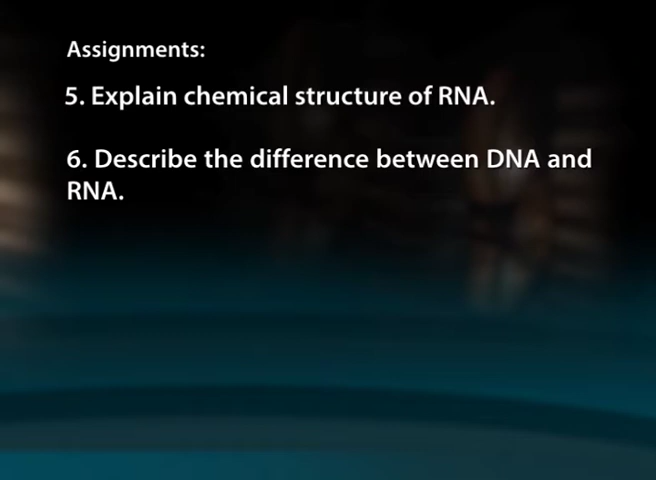 Assignments:
5. Explain chemical structure of RNA.
6. Describe the difference between DNA and
RNA.